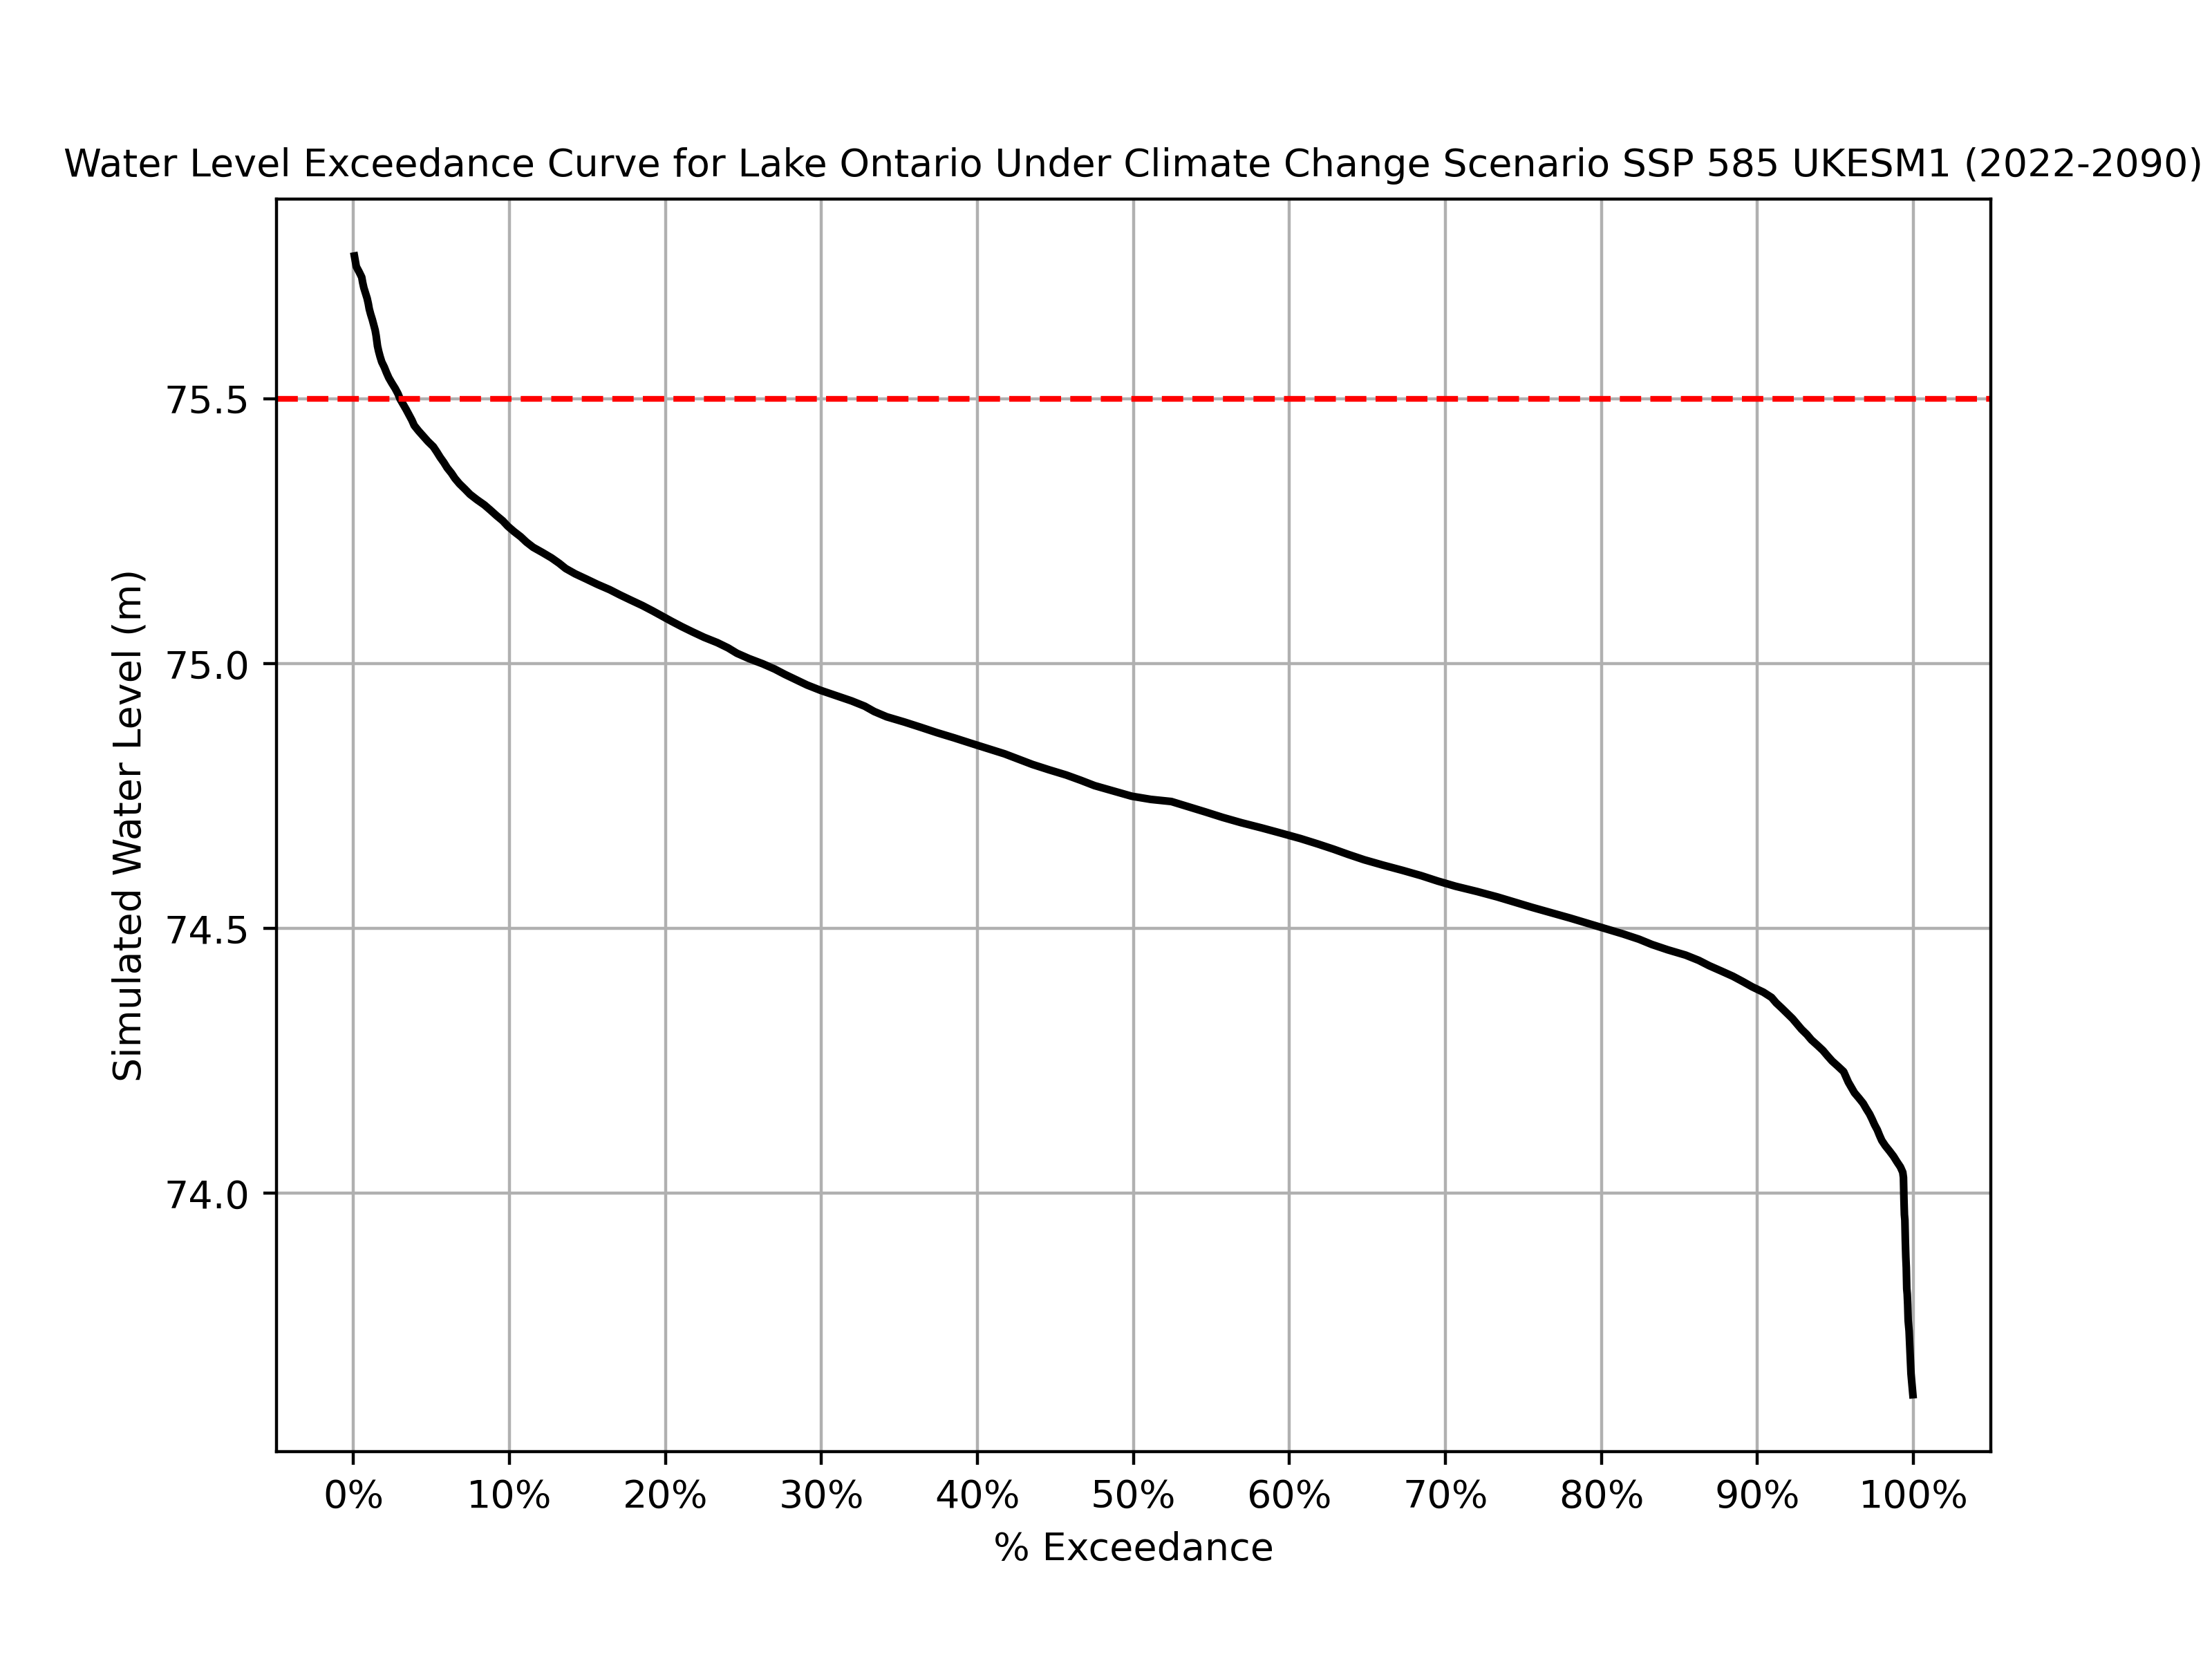 Water Level Exceedance Curve for Lake Ontario Under Climate Change Scenario SSP 585 UKESM1 (2022-2090)
Simulated Water Level (m)
75.5
75.0
74.5
74.0
0% 10% 20% 30% 40% 50% 60% 70% 80% 90% 100%
% Exceedance